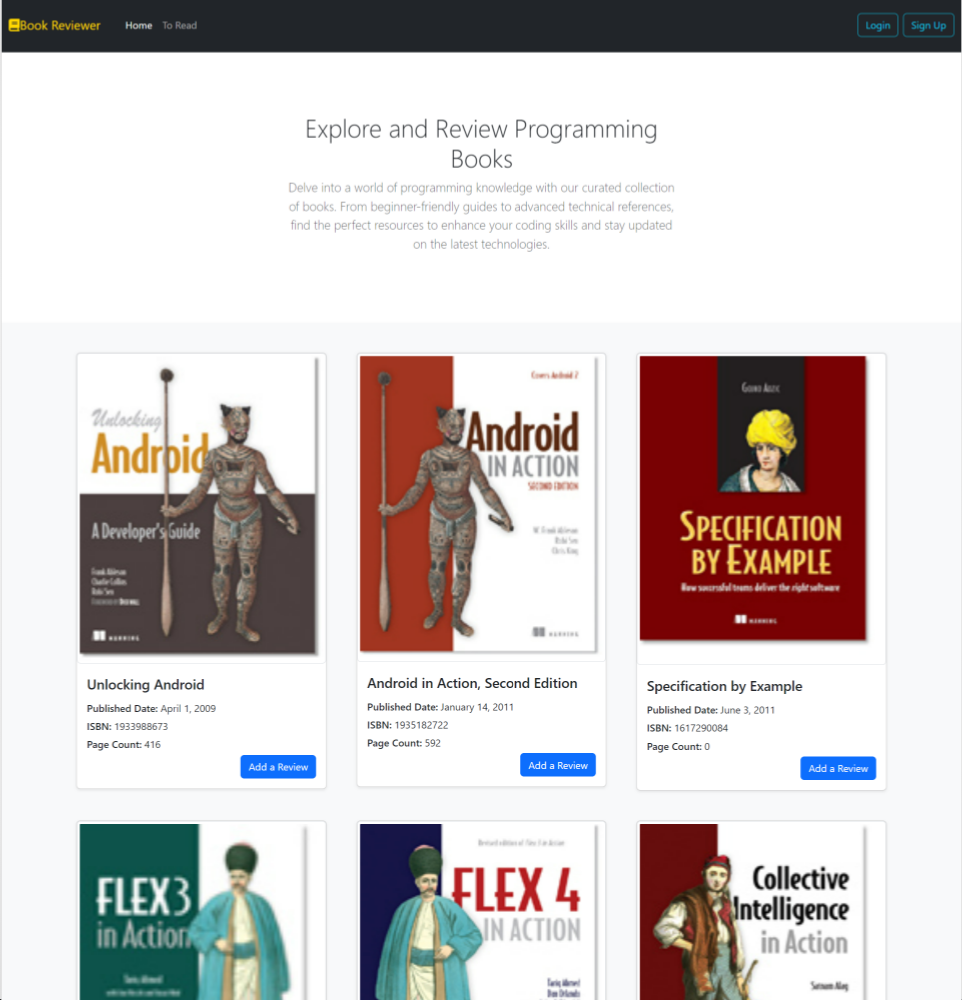 Book Reviewer
Home
To Read
Login
Sign Up
Explore and Review Programming
Books
Delve into a world of programming knowledge with our curated collection
of books. From beginner-friendly guides to advanced technical references,
find the perfect resources to enhance your coding skills and stay updated
on the latest technologies.
Unlocking
Android
A Developer's Guide
Frank Ableson
Charlie Collins
Robi Sen
MANNING
Unlocking Android
Published Date: April 1, 2009
ISBN: 1933988673
Page Count: 416
Add a Review
Covers Android 2
Android
IN ACTION
SECOND EDITION
W. Frank Ableson
Robi Sen
Chris King
MANNING
Android in Action, Second Edition
Published Date: January 14, 2011
ISBN: 1935182722
Page Count: 592
Add a Review
Gojko Adzic
SPECIFICATION
BY EXAMPLE
How successful teams deliver the right software
MANNING
Specification by Example
Published Date: June 3, 2011
ISBN: 1617290084
Page Count: 0
Add a Review
FLEX 3
in Action
Tariq Ahmed
Revised edition of Flex 3 in Action
FLEX 4
IN ACTION
Tariq Ahmed
Dan Orlando
Collective
Intelligence
in Action
Satnam Alag